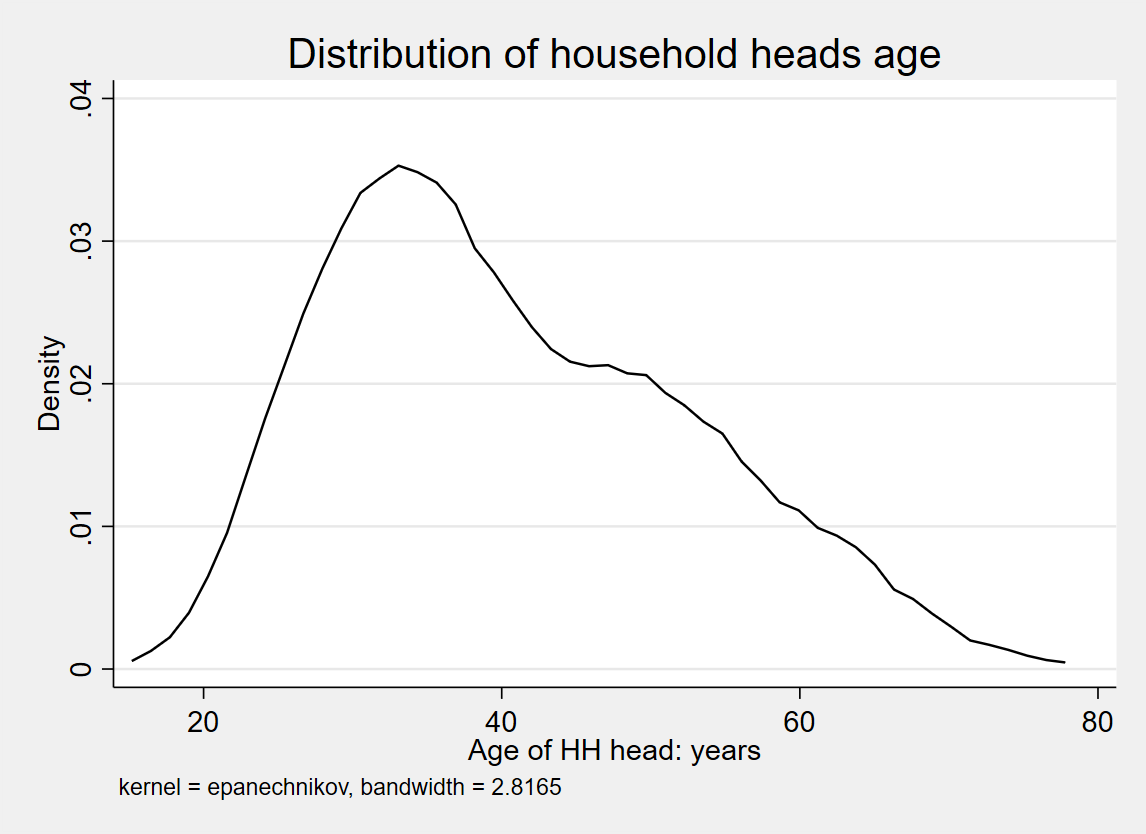 Distribution of household heads age
.04
.03
.02
.01
0
Density
20 40 60 80
Age of HH head: years
kernel = epanechnikov, bandwidth = 2.8165